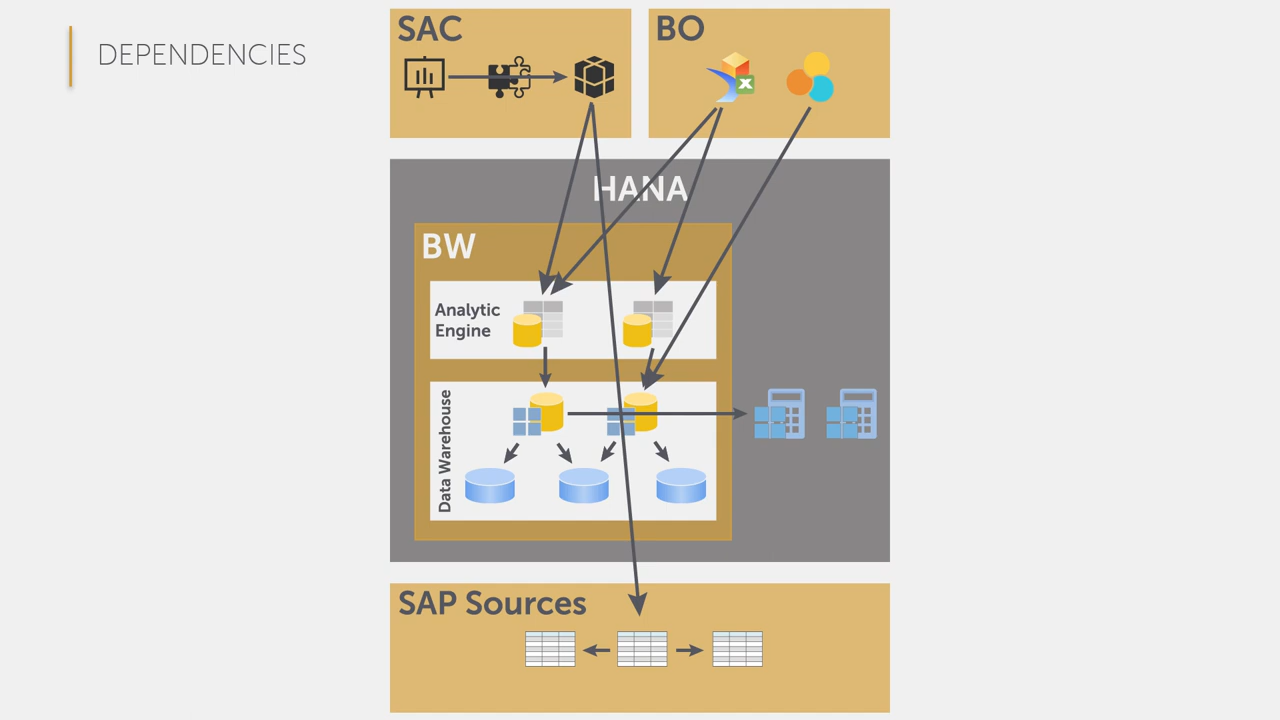 DEPENDENCIES
SAC
BO
HANA
BW
Analytic
Engine
Data Warehouse
SAP Sources
X